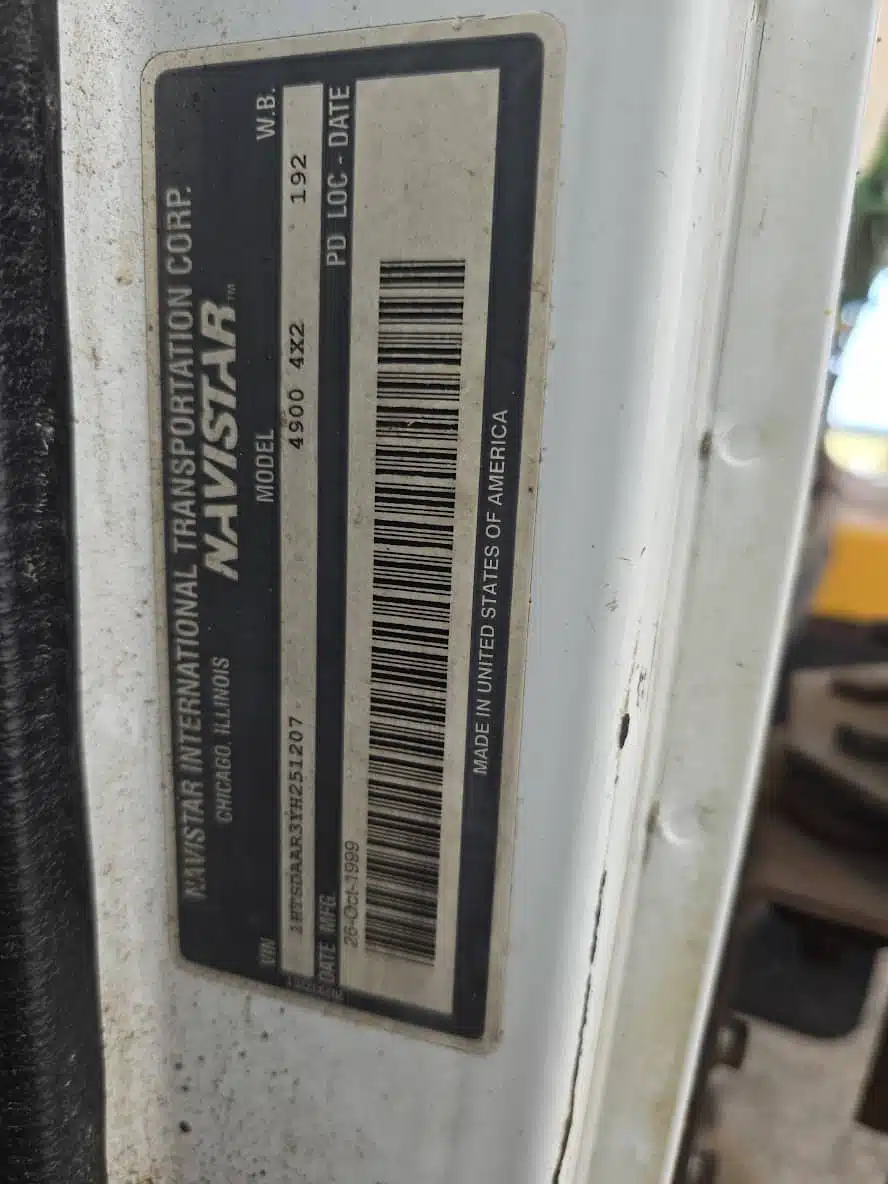 NAVISTAR INTERNATIONAL TRANSPORTATION CORP.
CHICAGO, ILLINOIS NAVISTAR™
VIN MODEL W.B.
1HTSDAAR3YH251207 4900 4X2 192
DATE MFG. PD LOC - DATE
26-Oct-1999
MADE IN UNITED STATES OF AMERICA